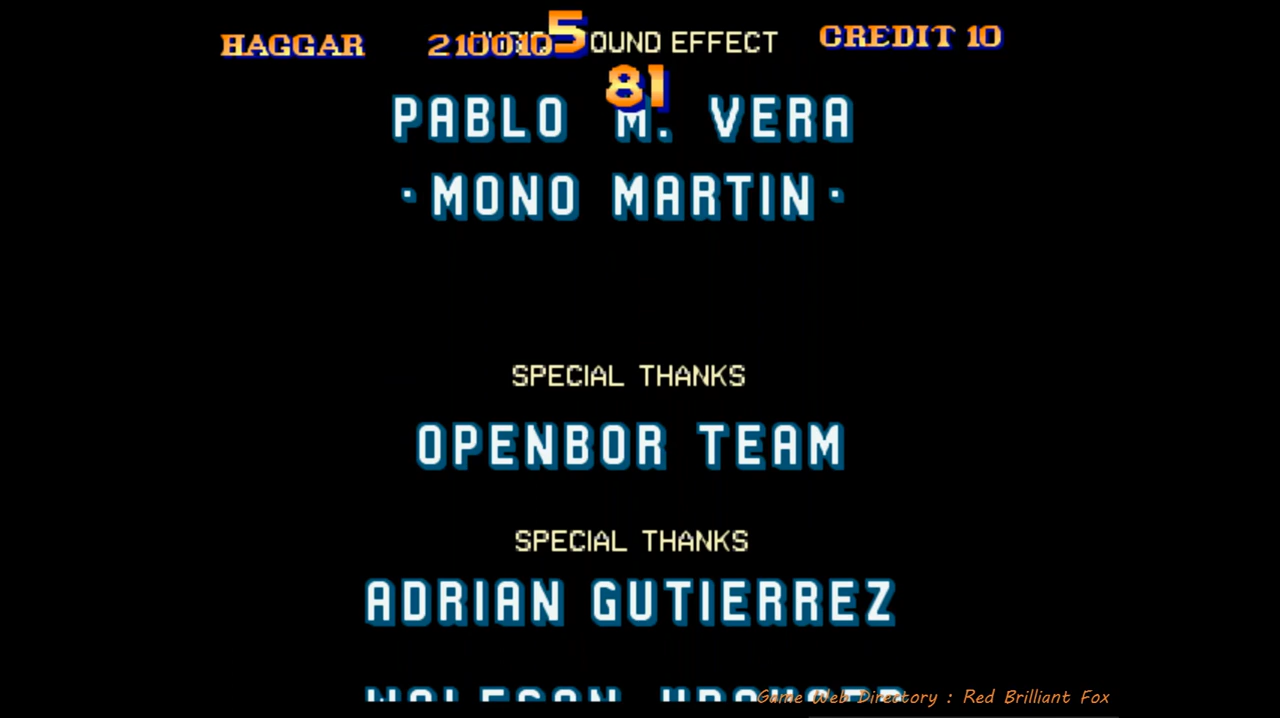 HAGGAR 210010 5 OUND EFFECT CREDIT 10
81
PABLO M. VERA
·MONO MARTIN·
SPECIAL THANKS
OPENBOR TEAM
SPECIAL THANKS
ADRIAN GUTIERREZ
Game Web Directory : Red Brilliant Fox